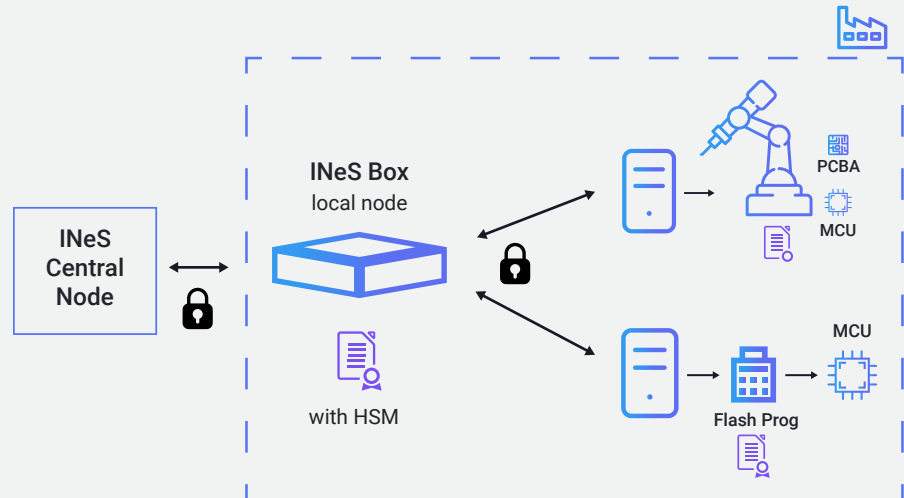 INeS
Central
Node
INeS Box
local node
with HSM
PCBA
MCU
MCU
Flash Prog